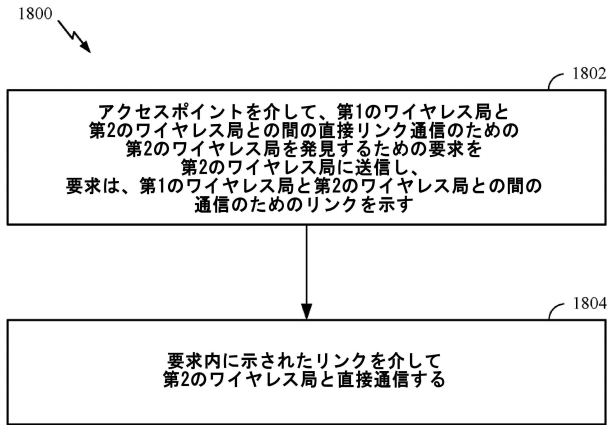 1800
1802
アクセスポイントを介して、第1のワイヤレス局と
第2のワイヤレス局との間の直接リンク通信のための
第2のワイヤレス局を発見するための要求を
第2のワイヤレス局に送信し、
要求は、第1のワイヤレス局と第2のワイヤレス局との間の
通信のためのリンクを示す
1804
要求内に示されたリンクを介して
第2のワイヤレス局と直接通信する